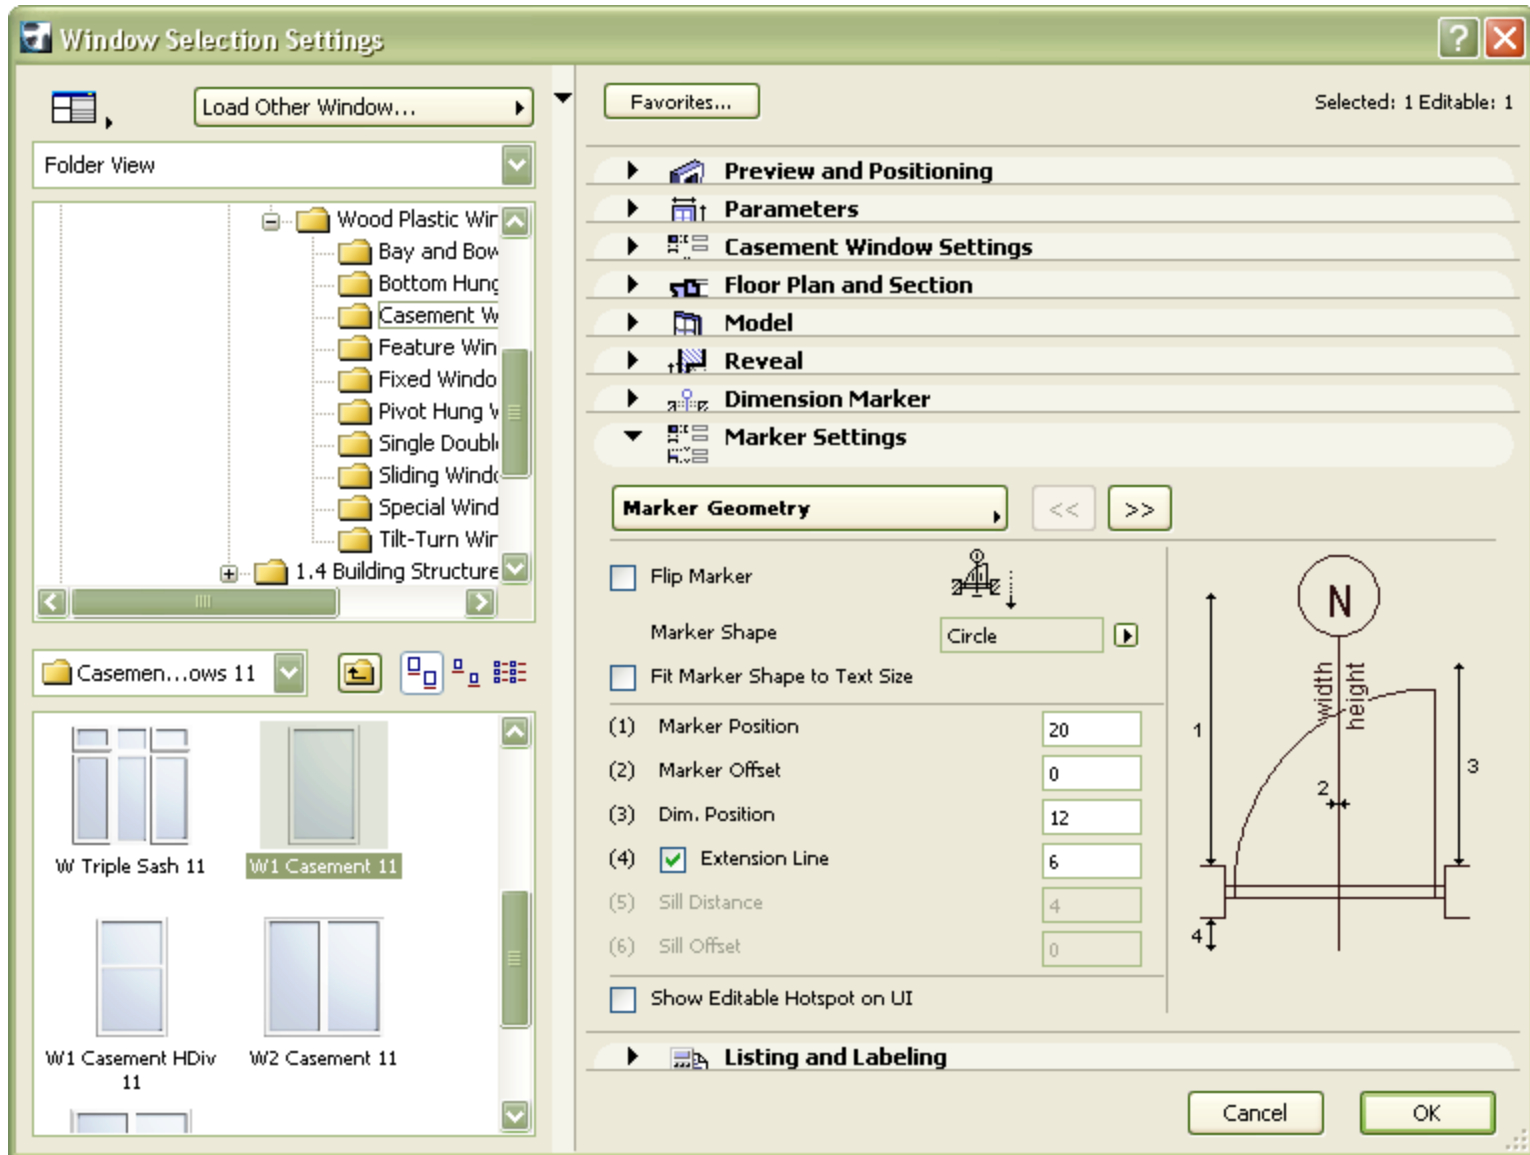 Window Selection Settings
Load Other Window...
Favorites...
Selected: 1 Editable: 1
Folder View
Wood Plastic Win
Bay and Bow
Bottom Hung
Casement W
Feature Win
Fixed Windo
Pivot Hung W
Single Double
Sliding Windo
Special Wind
Tilt-Turn Win
1.4 Building Structure
Casemen...ows 11
W Triple Sash 11
W1 Casement 11
W1 Casement HDiv
11
W2 Casement 11
Preview and Positioning
Parameters
Casement Window Settings
Floor Plan and Section
Model
Reveal
Dimension Marker
Marker Settings
Marker Geometry
<<
>>
Flip Marker
Marker Shape
Circle
Fit Marker Shape to Text Size
(1) Marker Position 20
(2) Marker Offset 0
(3) Dim. Position 12
(4) Extension Line 6
(5) Sill Distance 4
(6) Sill Offset 0
Show Editable Hotspot on UI
N
width
height
1
2
3
4
Listing and Labeling
Cancel
OK